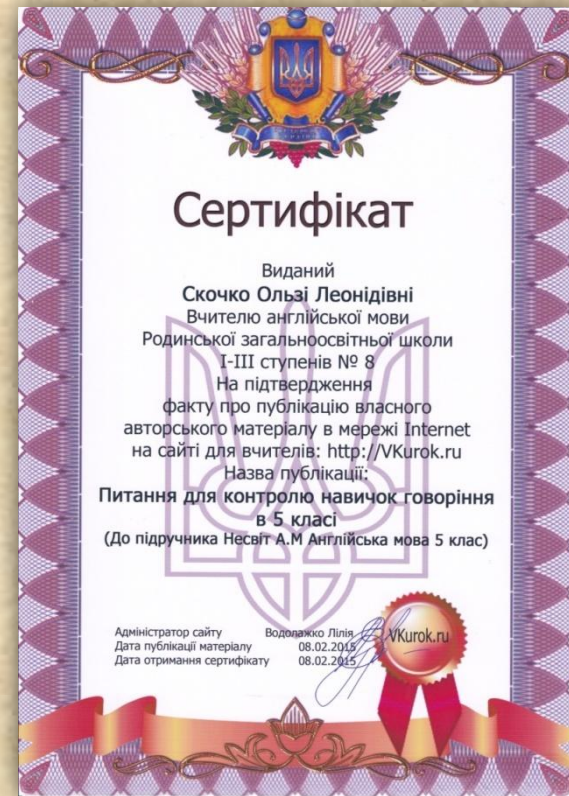 Сертифікат
Виданий
Скочко Ользі Леонідівні
Вчителю англійської мови
Родинської загальноосвітньої школи
І-ІІІ ступенів № 8
На підтвердження
факту про публікацію власного
авторського матеріалу в мережі Internet
на сайті для вчителів: http://VKurok.ru
Назва публікації:
Питання для контролю навичок говоріння
в 5 класі
(До підручника Несвіт А.М Англійська мова 5 клас)
Адміністратор сайту Водолажко Лілія
Дата публікації матеріалу 08.02.2015
Дата отримання сертифікату 08.02.2015
VKurok.ru